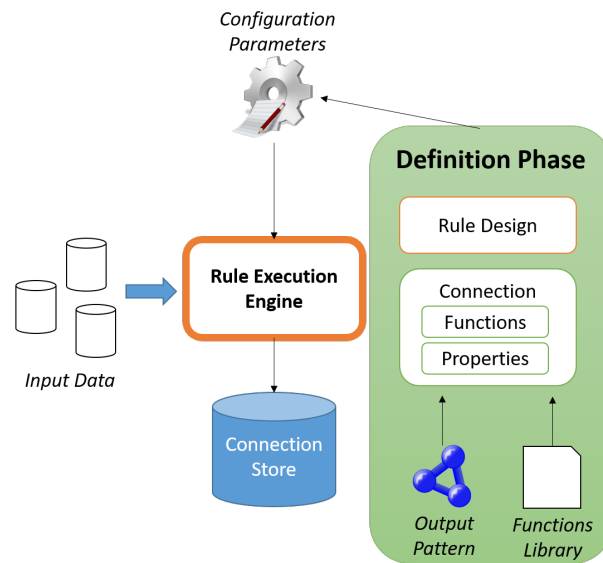 Configuration
Parameters
Definition Phase
Rule Design
Connection
Functions
Properties
Rule Execution
Engine
Input Data
Connection
Store
Output
Pattern
Functions
Library